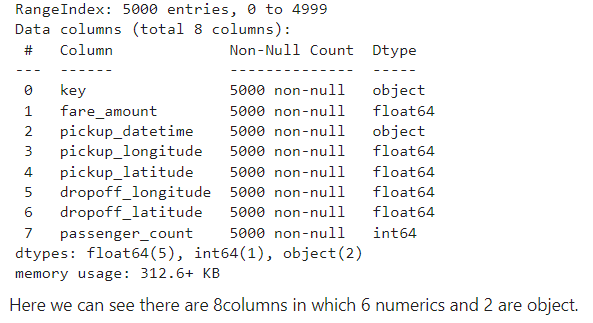 RangeIndex: 5000 entries, 0 to 4999
Data columns (total 8 columns):
 #   Column             Non-Null Count  Dtype
---  ------             --------------  -----
 0   key                5000 non-null   object
 1   fare_amount        5000 non-null   float64
 2   pickup_datetime    5000 non-null   object
 3   pickup_longitude   5000 non-null   float64
 4   pickup_latitude    5000 non-null   float64
 5   dropoff_longitude  5000 non-null   float64
 6   dropoff_latitude   5000 non-null   float64
 7   passenger_count    5000 non-null   int64
dtypes: float64(5), int64(1), object(2)
memory usage: 312.6+ KB
Here we can see there are 8columns in which 6 numerics and 2 are object.